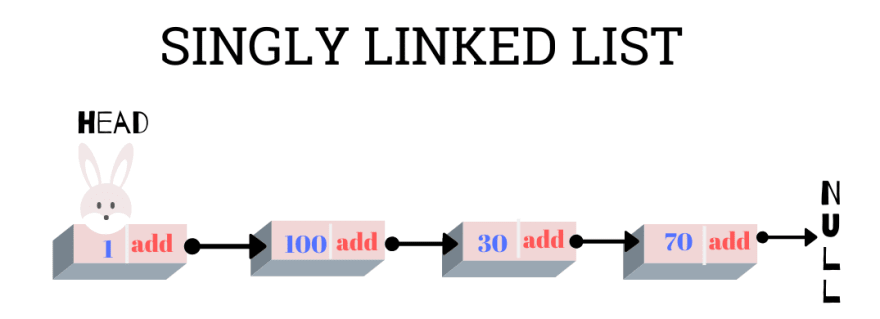 SINGLY LINKED LIST
HEAD
1 add 100 add 30 add 70 add
NULL